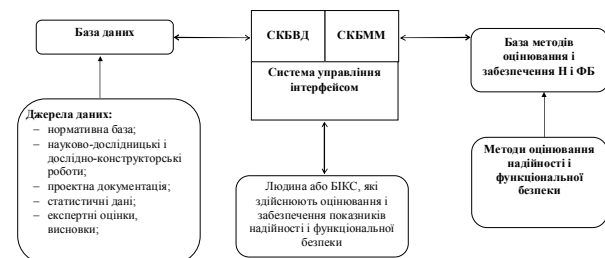 База даних
Джерела даних:
– нормативна база;
– науково-дослідницькі і
дослідно-конструкторські
роботи;
– проектна документація;
– статистичні дані;
– експертні оцінки,
висновки;
СКБВД
СКБММ
Система управління
інтерфейсом
Людина або БІКС, які
здійснюють оцінювання і
забезпечення показників
надійності і функціональної
безпеки
База методів
оцінювання і
забезпечення Н і ФБ
Методи оцінювання
надійності і
функціональної
безпеки